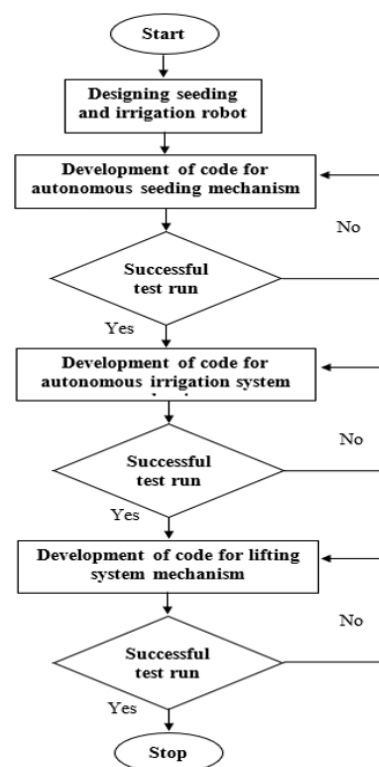 Start
Designing seeding
and irrigation robot
Development of code for
autonomous seeding mechanism
No
Successful
test run
Yes
Development of code for
autonomous irrigation system
No
Successful
test run
Yes
Development of code for lifting
system mechanism
No
Successful
test run
Yes
Stop